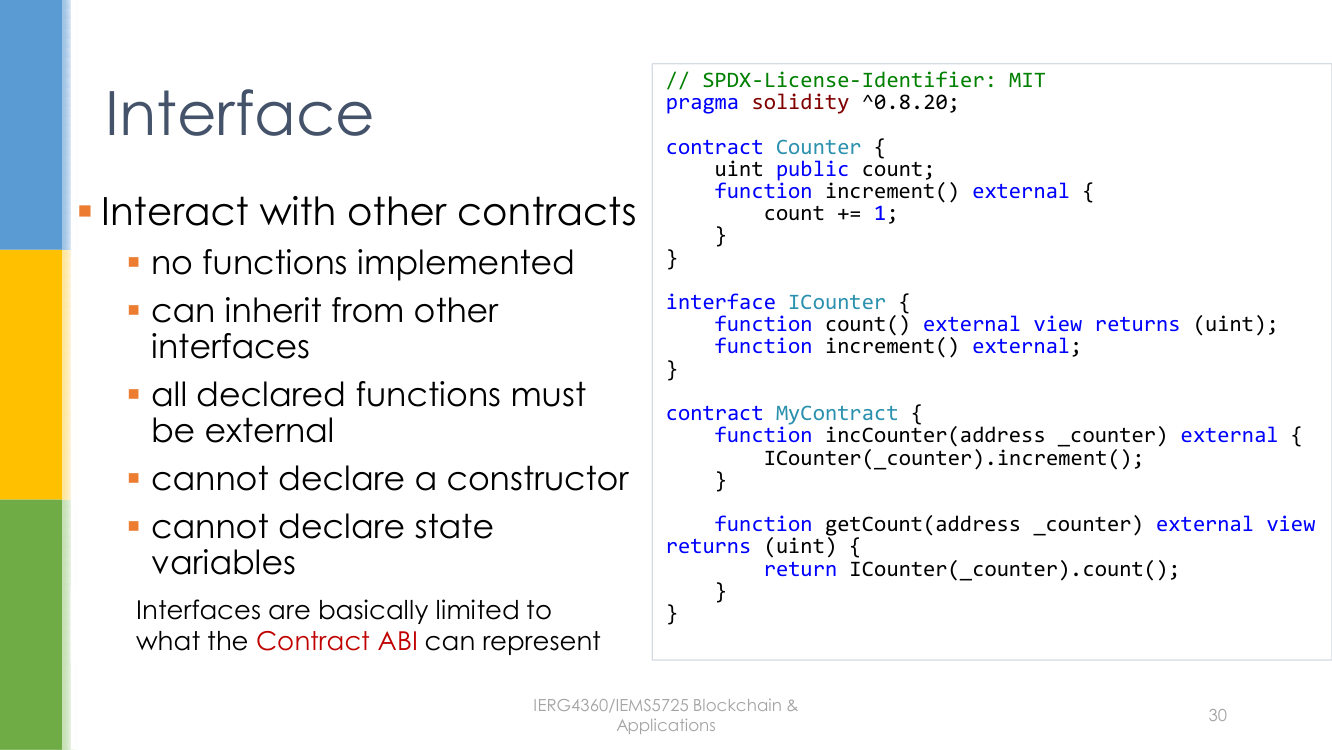 Interface
▪ Interact with other contracts
▪ no functions implemented
▪ can inherit from other
interfaces
▪ all declared functions must
be external
▪ cannot declare a constructor
▪ cannot declare state
variables
Interfaces are basically limited to
what the Contract ABI can represent
// SPDX-License-Identifier: MIT
pragma solidity ^0.8.20;

contract Counter {
    uint public count;
    function increment() external {
        count += 1;
    }
}

interface ICounter {
    function count() external view returns (uint);
    function increment() external;
}

contract MyContract {
    function incCounter(address _counter) external {
        ICounter(_counter).increment();
    }

    function getCount(address _counter) external view
returns (uint) {
        return ICounter(_counter).count();
    }
}
IERG4360/IEMS5725 Blockchain &
Applications
30